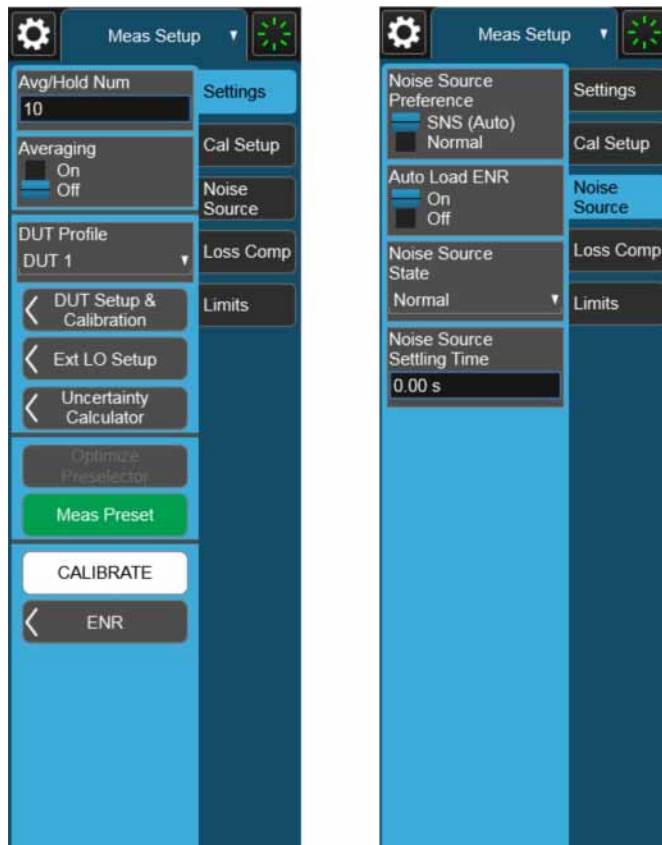 Meas Setup
Avg/Hold Num
10
Averaging
On
Off
DUT Profile
DUT 1
DUT Setup &
Calibration
Ext LO Setup
Uncertainty
Calculator
Optimize
Preselector
Meas Preset
CALIBRATE
ENR
Settings
Cal Setup
Noise
Source
Loss Comp
Limits
Meas Setup
Noise Source
Preference
SNS (Auto)
Normal
Auto Load ENR
On
Off
Noise Source
State
Normal
Noise Source
Settling Time
0.00 s
Settings
Cal Setup
Noise
Source
Loss Comp
Limits